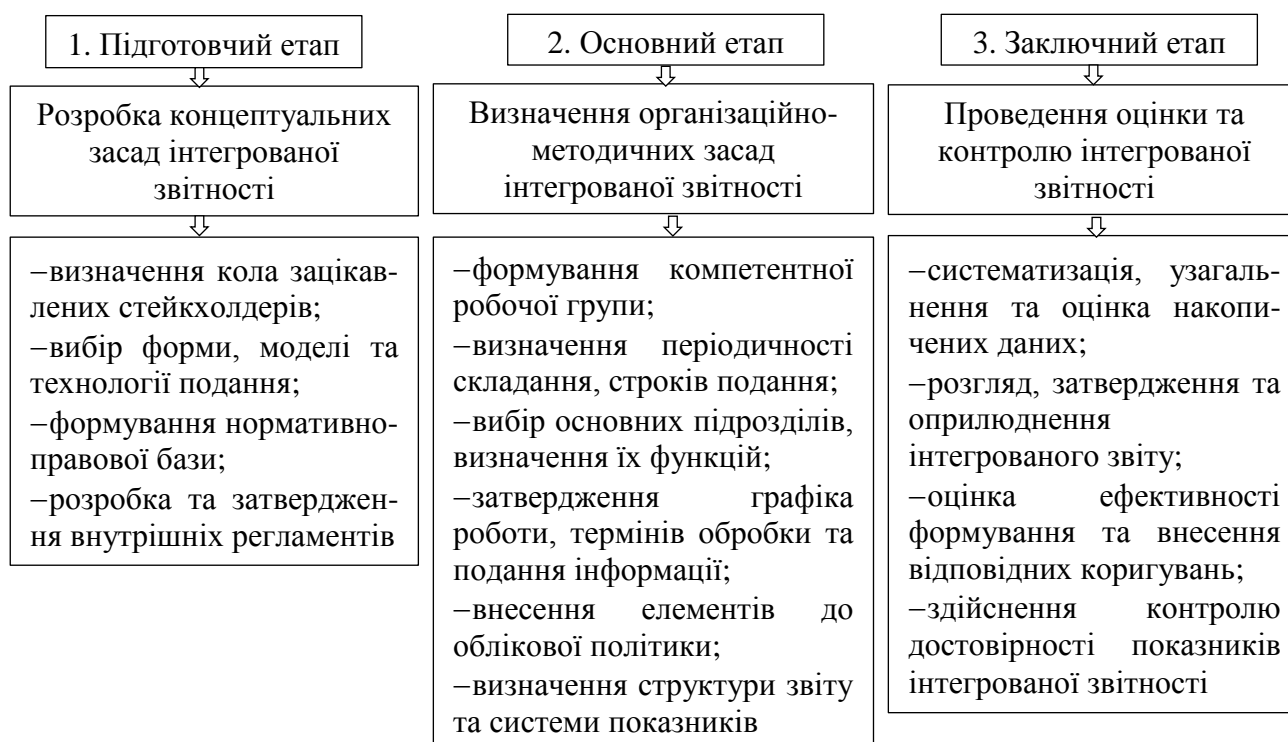 1. Підготовчий етап
Розробка концептуальних
засад інтегрованої
звітності
–визначення кола зацікав-
лених стейкхолдерів;
–вибір форми, моделі та
технології подання;
–формування нормативно-
правової бази;
–розробка та затверджен-
ня внутрішніх регламентів
2. Основний етап
Визначення організаційно-
методичних засад
інтегрованої звітності
–формування компетентної
робочої групи;
–визначення періодичності
складання, строків подання;
–вибір основних підрозділів,
визначення їх функцій;
–затвердження графіка
роботи, термінів обробки та
подання інформації;
–внесення елементів до
облікової політики;
–визначення структури звіту
та системи показників
3. Заключний етап
Проведення оцінки та
контролю інтегрованої
звітності
–систематизація, узагаль-
нення та оцінка накопи-
чених даних;
–розгляд, затвердження та
оприлюднення
інтегрованого звіту;
–оцінка ефективності
формування та внесення
відповідних коригувань;
–здійснення контролю
достовірності показників
інтегрованої звітності